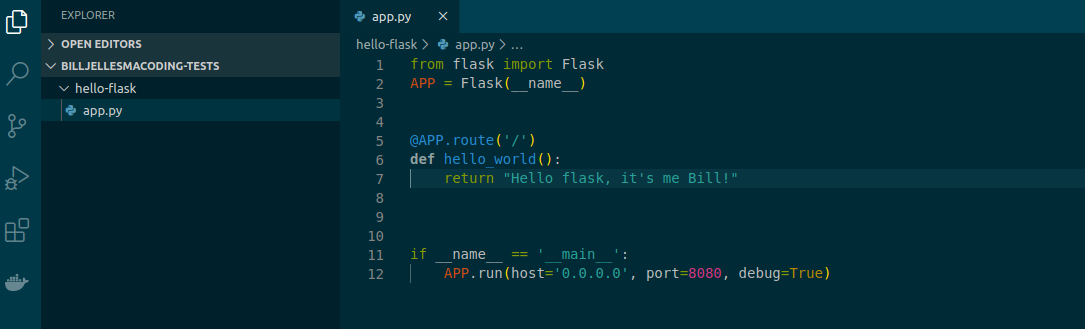 EXPLORER
OPEN EDITORS
BILLJELLESMACODING-TESTS
hello-flask
app.py
app.py
hello-flask > app.py > ...
1 from flask import Flask
2 APP = Flask(__name__)
3
4
5 @APP.route('/')
6 def hello_world():
7     return "Hello flask, it's me Bill!"
8
9
10
11 if __name__ == '__main__':
12     APP.run(host='0.0.0.0', port=8080, debug=True)